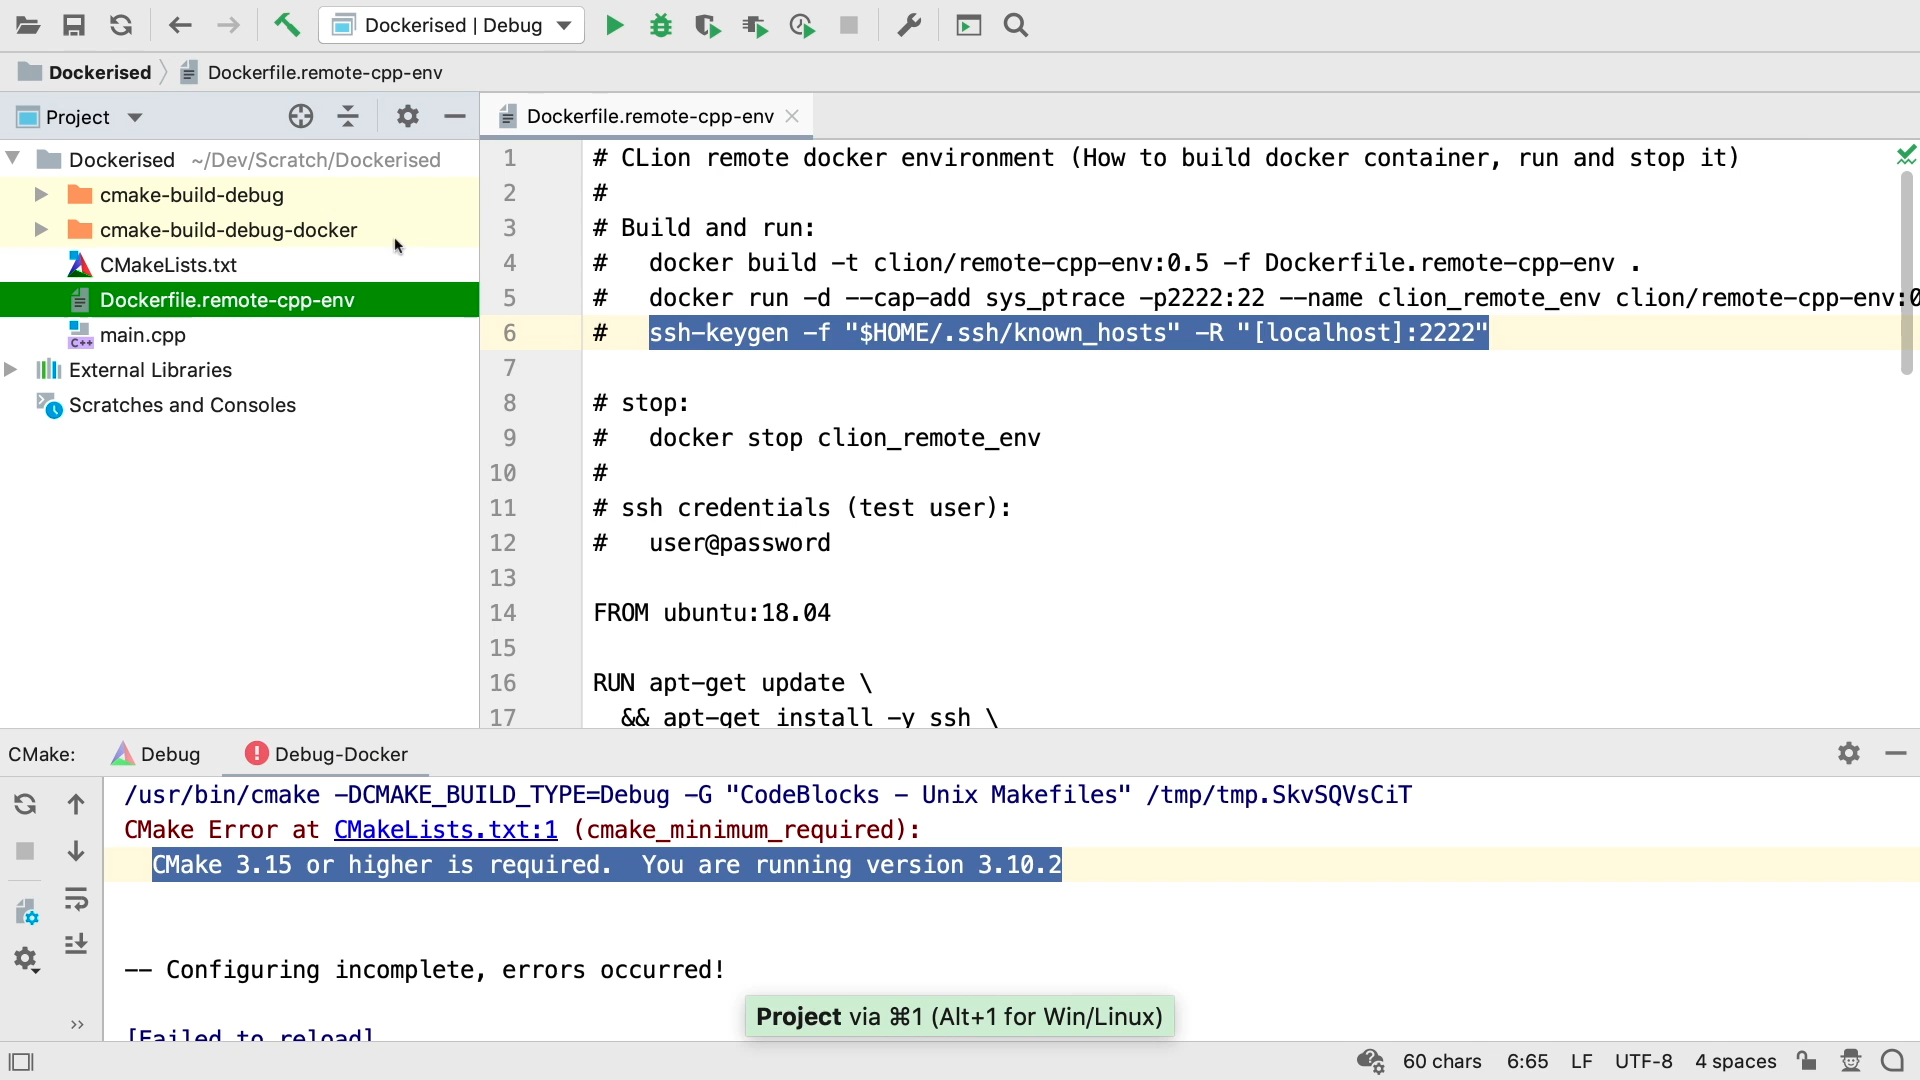 Dockerised | Debug
Dockerised
Dockerfile.remote-cpp-env
Project
Dockerfile.remote-cpp-env
Dockerised ~/Dev/Scratch/Dockerised
cmake-build-debug
cmake-build-debug-docker
CMakeLists.txt
Dockerfile.remote-cpp-env
main.cpp
External Libraries
Scratches and Consoles
1 # CLion remote docker environment (How to build docker container, run and stop it)
2 #
3 # Build and run:
4 #   docker build -t clion/remote-cpp-env:0.5 -f Dockerfile.remote-cpp-env .
5 #   docker run -d --cap-add sys_ptrace -p2222:22 --name clion_remote_env clion/remote-cpp-env:0
6 #   ssh-keygen -f "$HOME/.ssh/known_hosts" -R "[localhost]:2222"
7
8 # stop:
9 #   docker stop clion_remote_env
10 #
11 # ssh credentials (test user):
12 #   user@password
13
14 FROM ubuntu:18.04
15
16 RUN apt-get update \
17   && apt-get install -y ssh \
CMake: Debug Debug-Docker
/usr/bin/cmake -DCMAKE_BUILD_TYPE=Debug -G "CodeBlocks - Unix Makefiles" /tmp/tmp.SkvSQVsCiT
CMake Error at CMakeLists.txt:1 (cmake_minimum_required):
CMake 3.15 or higher is required.  You are running version 3.10.2
-- Configuring incomplete, errors occurred!
[Failed to reload]
Project via ⌘1 (Alt+1 for Win/Linux)
60 chars 6:65 LF UTF-8 4 spaces